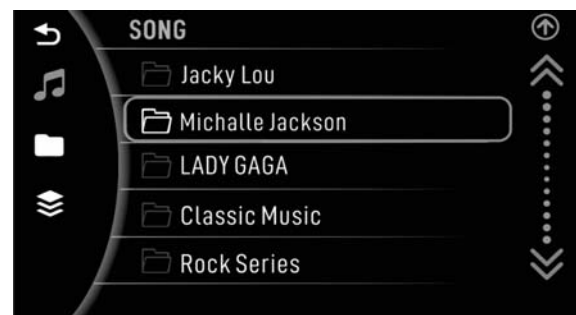 SONG
Jacky Lou
Michalle Jackson
LADY GAGA
Classic Music
Rock Series